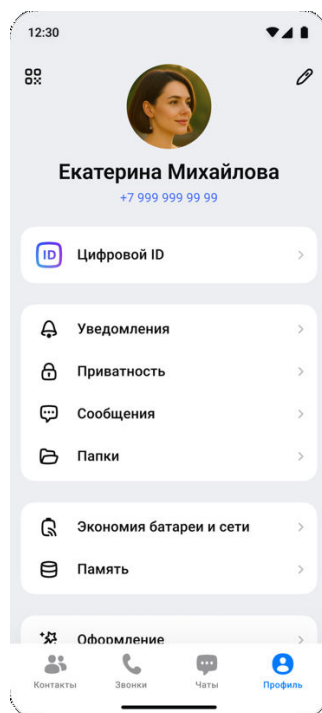 12:30
Екатерина Михайлова
+7 999 999 99 99
ID Цифровой ID
Уведомления
Приватность
Сообщения
Папки
Экономия батареи и сети
Память
Оформление
Контакты Звонки Чаты Профиль